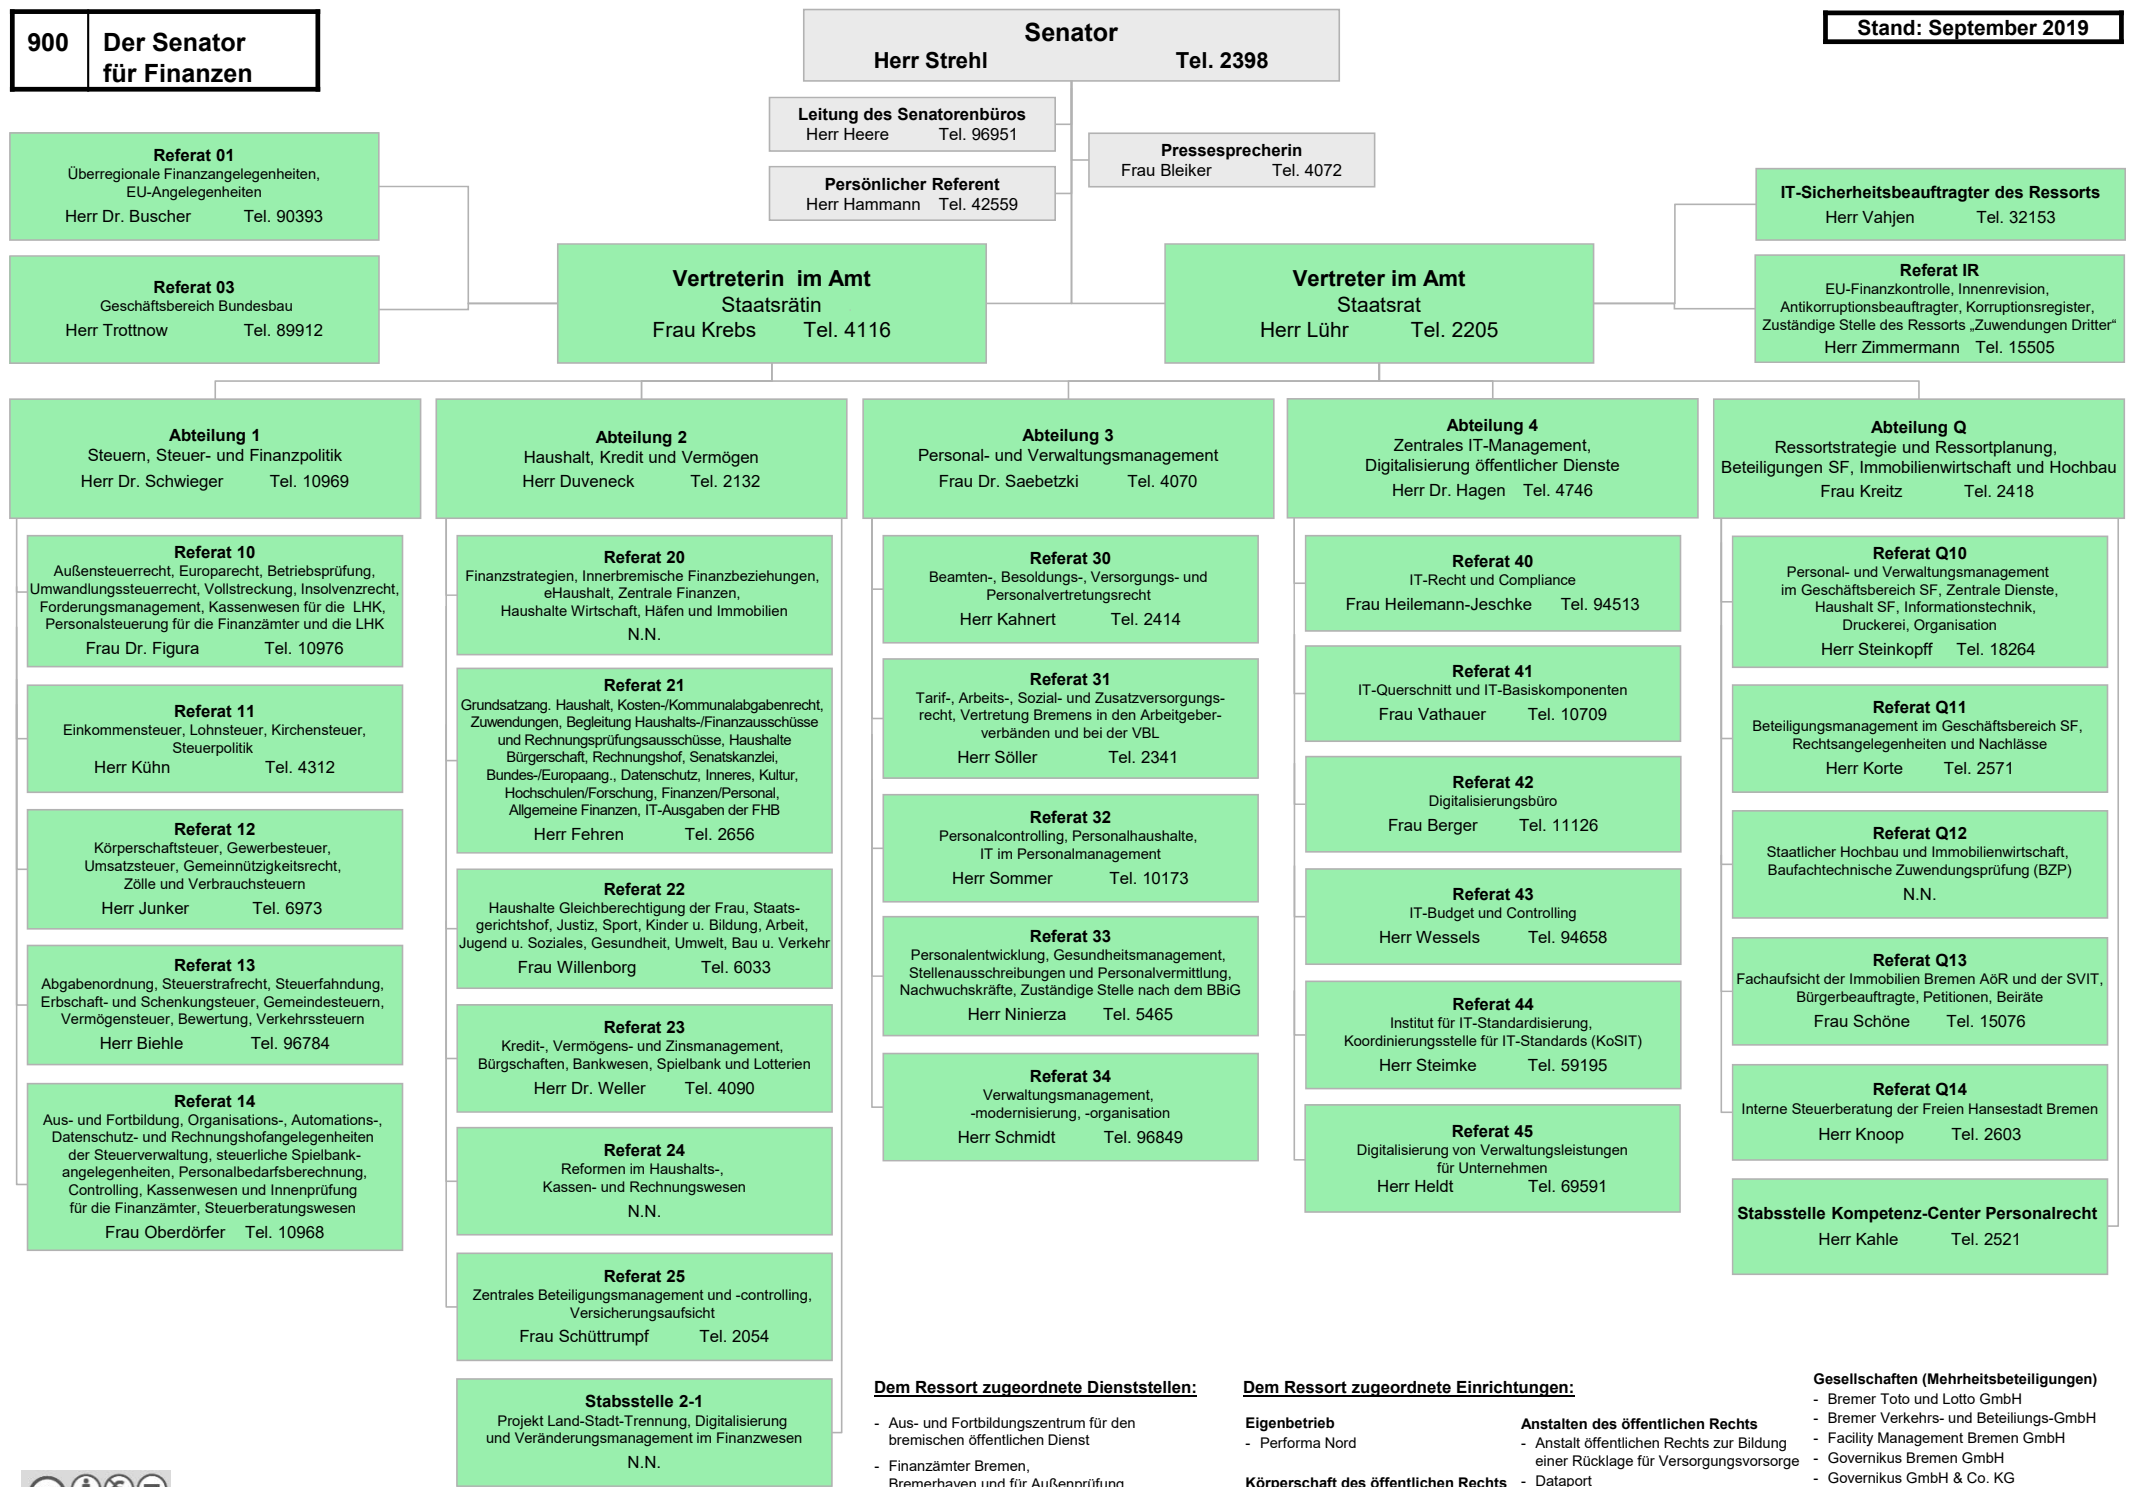 900 Der Senator
für Finanzen
Senator
Herr Strehl Tel. 2398
Stand: September 2019
Leitung des Senatorenbüros
Herr Heere Tel. 96951
Pressesprecherin
Frau Bleiker Tel. 4072
Persönlicher Referent
Herr Hammann Tel. 42559
Referat 01
Überregionale Finanzangelegenheiten,
EU-Angelegenheiten
Herr Dr. Buscher Tel. 90393
Referat 03
Geschäftsbereich Bundesbau
Herr Trottnow Tel. 89912
Vertreterin im Amt
Staatsrätin
Frau Krebs Tel. 4116
Vertreter im Amt
Staatsrat
Herr Lühr Tel. 2205
IT-Sicherheitsbeauftragter des Ressorts
Herr Vahjen Tel. 32153
Referat IR
EU-Finanzkontrolle, Innenrevision,
Antikorruptionsbeauftragter, Korruptionsregister,
Zuständige Stelle des Ressorts „Zuwendungen Dritter“
Herr Zimmermann Tel. 15505
Abteilung 1
Steuern, Steuer- und Finanzpolitik
Herr Dr. Schwieger Tel. 10969
Referat 10
Außensteuerrecht, Europarecht, Betriebsprüfung,
Umwandlungssteuerrecht, Vollstreckung, Insolvenzrecht,
Forderungsmanagement, Kassenwesen für die LHK,
Personalsteuerung für die Finanzämter und die LHK
Frau Dr. Figura Tel. 10976
Referat 11
Einkommensteuer, Lohnsteuer, Kirchensteuer,
Steuerpolitik
Herr Kühn Tel. 4312
Referat 12
Körperschaftsteuer, Gewerbesteuer,
Umsatzsteuer, Gemeinnützigkeitsrecht,
Zölle und Verbrauchsteuern
Herr Junker Tel. 6973
Referat 13
Abgabenordnung, Steuerstrafrecht, Steuerfahndung,
Erbschaft- und Schenkungsteuer, Gemeindesteuern,
Vermögensteuer, Bewertung, Verkehrssteuern
Herr Biehle Tel. 96784
Referat 14
Aus- und Fortbildung, Organisations-, Automations-,
Datenschutz- und Rechnungshofangelegenheiten
der Steuerverwaltung, steuerliche Spielbank-
angelegenheiten, Personalbedarfsberechnung,
Controlling, Kassenwesen und Innenprüfung
für die Finanzämter, Steuerberatungswesen
Frau Oberdörfer Tel. 10968
Abteilung 2
Haushalt, Kredit und Vermögen
Herr Duveneck Tel. 2132
Referat 20
Finanzstrategien, Innerbremische Finanzbeziehungen,
eHaushalt, Zentrale Finanzen,
Haushalte Wirtschaft, Häfen und Immobilien
N.N.
Referat 21
Grundsatzang. Haushalt, Kosten-/Kommunalabgabenrecht,
Zuwendungen, Begleitung Haushalts-/Finanzausschüsse
und Rechnungsprüfungsausschüsse, Haushalte
Bürgerschaft, Rechnungshof, Senatskanzlei,
Bundes-/Europaang., Datenschutz, Inneres, Kultur,
Hochschulen/Forschung, Finanzen/Personal,
Allgemeine Finanzen, IT-Ausgaben der FHB
Herr Fehren Tel. 2656
Referat 22
Haushalte Gleichberechtigung der Frau, Staats-
gerichtshof, Justiz, Sport, Kinder u. Bildung, Arbeit,
Jugend u. Soziales, Gesundheit, Umwelt, Bau u. Verkehr
Frau Willenborg Tel. 6033
Referat 23
Kredit-, Vermögens- und Zinsmanagement,
Bürgschaften, Bankwesen, Spielbank und Lotterien
Herr Dr. Weller Tel. 4090
Referat 24
Reformen im Haushalts-,
Kassen- und Rechnungswesen
N.N.
Referat 25
Zentrales Beteiligungsmanagement und -controlling,
Versicherungsaufsicht
Frau Schüttrumpf Tel. 2054
Stabsstelle 2-1
Projekt Land-Stadt-Trennung, Digitalisierung
und Veränderungsmanagement im Finanzwesen
N.N.
Abteilung 3
Personal- und Verwaltungsmanagement
Frau Dr. Saebetzki Tel. 4070
Referat 30
Beamten-, Besoldungs-, Versorgungs- und
Personalvertretungsrecht
Herr Kahnert Tel. 2414
Referat 31
Tarif-, Arbeits-, Sozial- und Zusatzversorgungs-
recht, Vertretung Bremens in den Arbeitgeber-
verbänden und bei der VBL
Herr Söller Tel. 2341
Referat 32
Personalcontrolling, Personalhaushalte,
IT im Personalmanagement
Herr Sommer Tel. 10173
Referat 33
Personalentwicklung, Gesundheitsmanagement,
Stellenausschreibungen und Personalvermittlung,
Nachwuchskräfte, Zuständige Stelle nach dem BBiG
Herr Ninierza Tel. 5465
Referat 34
Verwaltungsmanagement,
-modernisierung, -organisation
Herr Schmidt Tel. 96849
Abteilung 4
Zentrales IT-Management,
Digitalisierung öffentlicher Dienste
Herr Dr. Hagen Tel. 4746
Referat 40
IT-Recht und Compliance
Frau Heilemann-Jeschke Tel. 94513
Referat 41
IT-Querschnitt und IT-Basiskomponenten
Frau Vathauer Tel. 10709
Referat 42
Digitalisierungsbüro
Frau Berger Tel. 11126
Referat 43
IT-Budget und Controlling
Herr Wessels Tel. 94658
Referat 44
Institut für IT-Standardisierung,
Koordinierungsstelle für IT-Standards (KoSIT)
Herr Steimke Tel. 59195
Referat 45
Digitalisierung von Verwaltungsleistungen
für Unternehmen
Herr Heldt Tel. 69591
Abteilung Q
Ressortstrategie und Ressortplanung,
Beteiligungen SF, Immobilienwirtschaft und Hochbau
Frau Kreitz Tel. 2418
Referat Q10
Personal- und Verwaltungsmanagement
im Geschäftsbereich SF, Zentrale Dienste,
Haushalt SF, Informationstechnik,
Druckerei, Organisation
Herr Steinkopff Tel. 18264
Referat Q11
Beteiligungsmanagement im Geschäftsbereich SF,
Rechtsangelegenheiten und Nachlässe
Herr Korte Tel. 2571
Referat Q12
Staatlicher Hochbau und Immobilienwirtschaft,
Baufachtechnische Zuwendungsprüfung (BZP)
N.N.
Referat Q13
Fachaufsicht der Immobilien Bremen AöR und der SVIT,
Bürgerbeauftragte, Petitionen, Beiräte
Frau Schöne Tel. 15076
Referat Q14
Interne Steuerberatung der Freien Hansestadt Bremen
Herr Knoop Tel. 2603
Stabsstelle Kompetenz-Center Personalrecht
Herr Kahle Tel. 2521
Dem Ressort zugeordnete Dienststellen:
- Aus- und Fortbildungszentrum für den
bremischen öffentlichen Dienst
- Finanzämter Bremen,
Bremerhaven und für Außenprüfung
Dem Ressort zugeordnete Einrichtungen:
Eigenbetrieb
- Performa Nord
Körperschaft des öffentlichen Rechts
Anstalten des öffentlichen Rechts
- Anstalt öffentlichen Rechts zur Bildung
einer Rücklage für Versorgungsvorsorge
- Dataport
Gesellschaften (Mehrheitsbeteiligungen)
- Bremer Toto und Lotto GmbH
- Bremer Verkehrs- und Beteiliungs-GmbH
- Facility Management Bremen GmbH
- Governikus Bremen GmbH
- Governikus GmbH & Co. KG